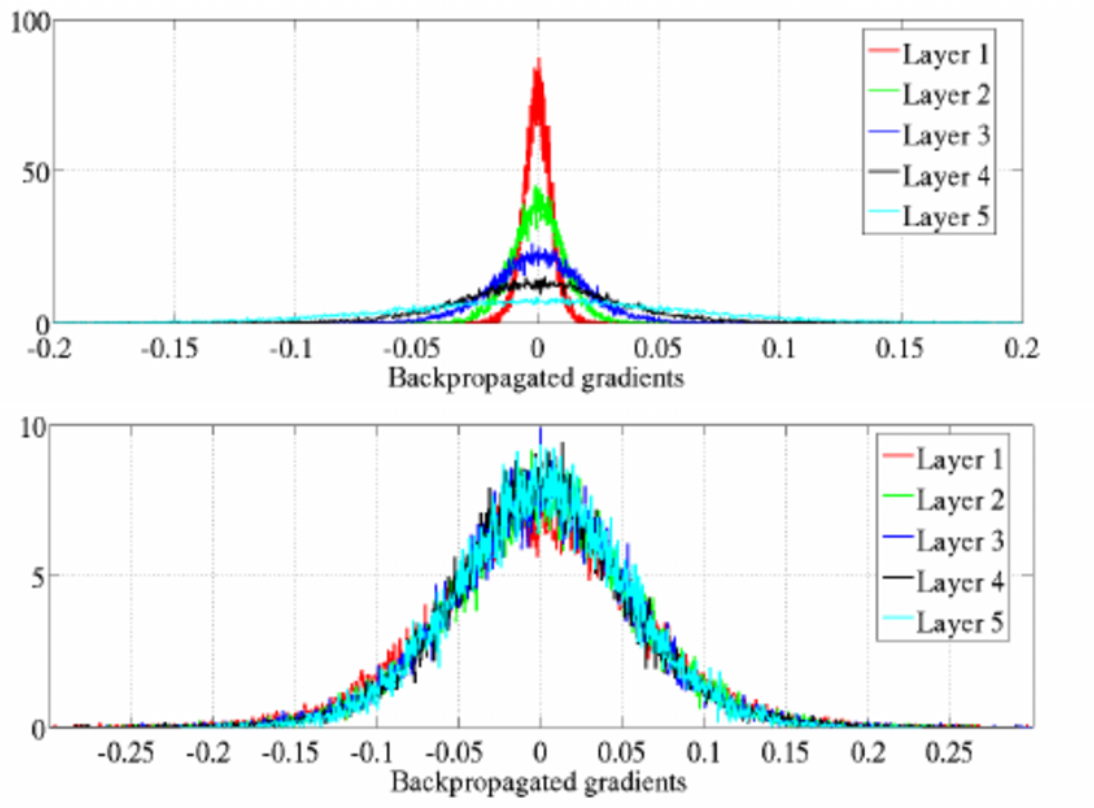 100
50
0
-0.2 -0.15 -0.1 -0.05 0 0.05 0.1 0.15 0.2
Backpropagated gradients
Layer 1
Layer 2
Layer 3
Layer 4
Layer 5
10
5
0
-0.25 -0.2 -0.15 -0.1 -0.05 0 0.05 0.1 0.15 0.2 0.25
Backpropagated gradients
Layer 1
Layer 2
Layer 3
Layer 4
Layer 5